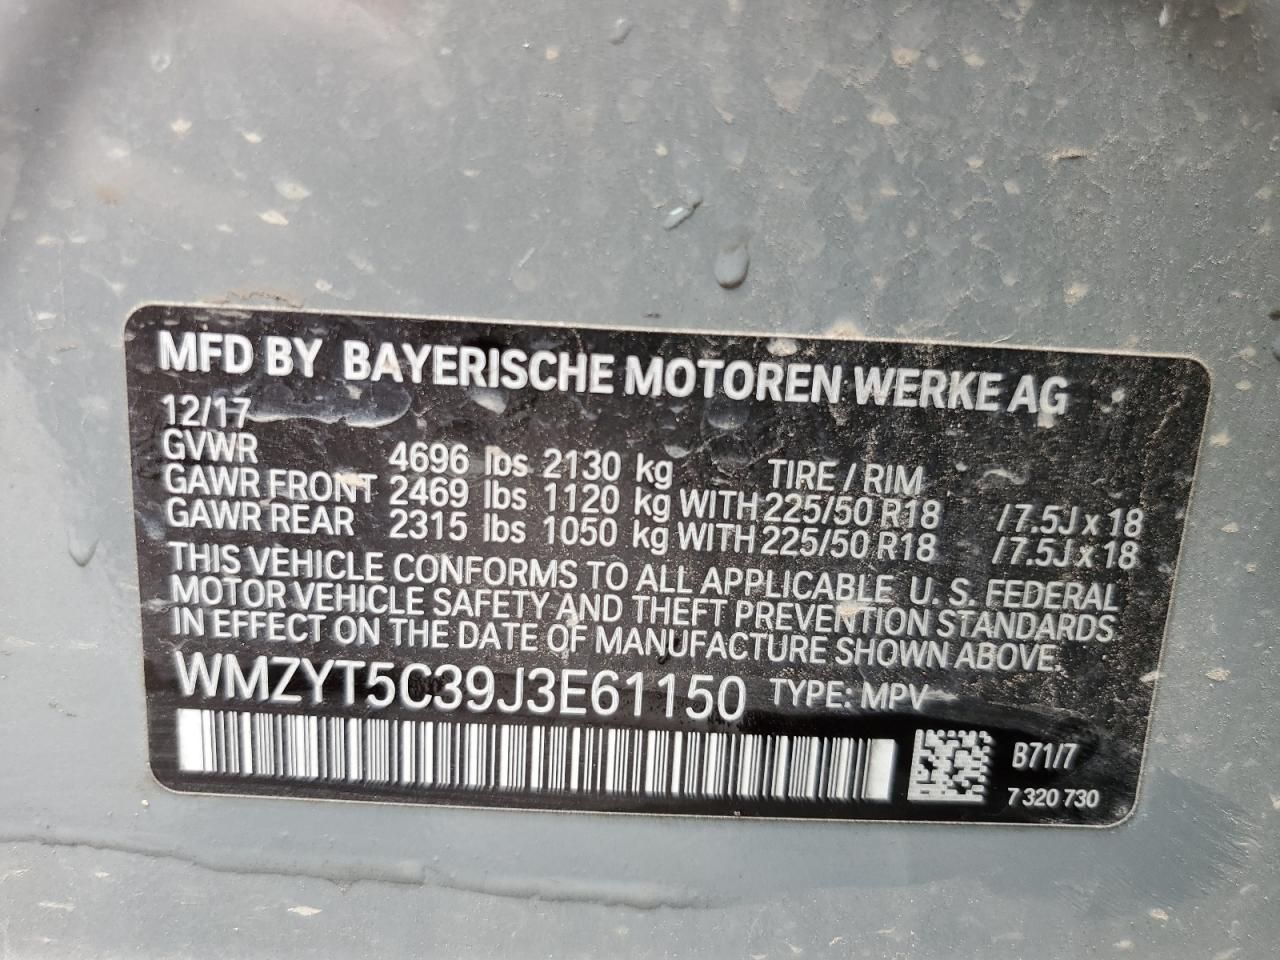 MFD BY BAYERISCHE MOTOREN WERKE AG
12/17
GVWR 4696 lbs 2130 kg TIRE / RIM
GAWR FRONT 2469 lbs 1120 kg WITH 225/50 R18 /7.5J x 18
GAWR REAR 2315 lbs 1050 kg WITH 225/50 R18 /7.5J x 18
THIS VEHICLE CONFORMS TO ALL APPLICABLE U. S. FEDERAL
MOTOR VEHICLE SAFETY AND THEFT PREVENTION STANDARDS
IN EFFECT ON THE DATE OF MANUFACTURE SHOWN ABOVE.
WMZYT5C39J3E61150 TYPE: MPV
B71/7
7 320 730